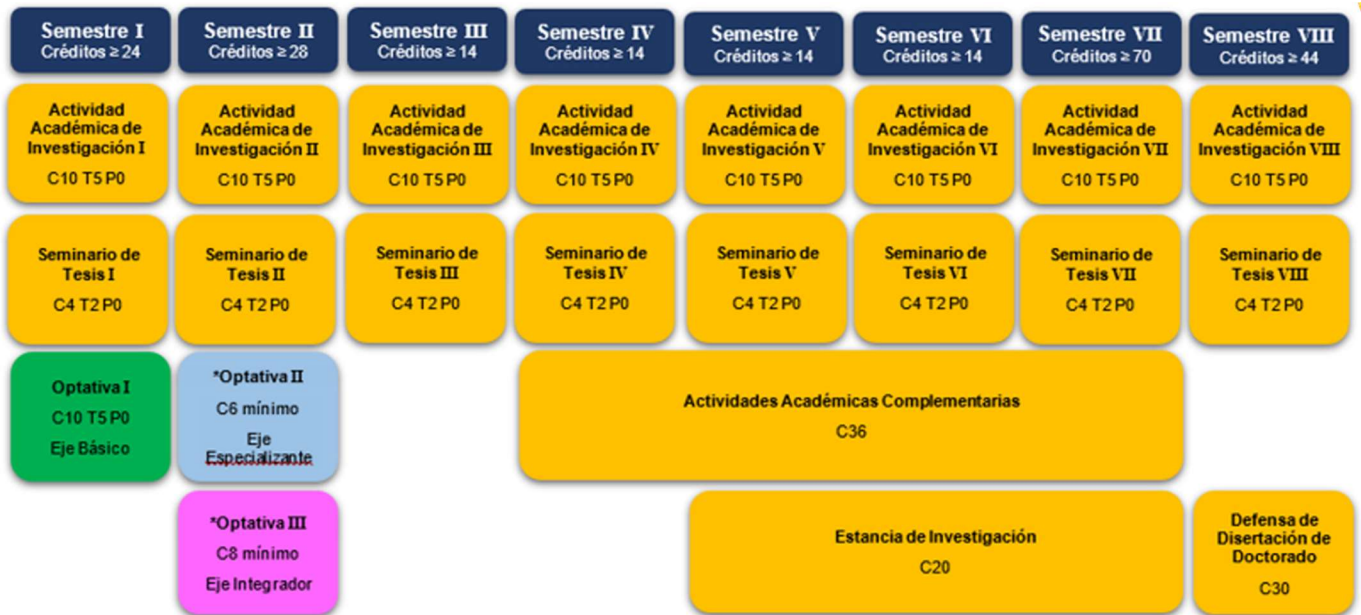 Semestre I
Créditos ≥ 24
Semestre II
Créditos ≥ 28
Semestre III
Créditos ≥ 14
Semestre IV
Créditos ≥ 14
Semestre V
Créditos ≥ 14
Semestre VI
Créditos ≥ 14
Semestre VII
Créditos ≥ 70
Semestre VIII
Créditos ≥ 44
Actividad
Académica de
Investigación I
C10 T5 P0
Actividad
Académica de
Investigación II
C10 T5 P0
Actividad
Académica de
Investigación III
C10 T5 P0
Actividad
Académica de
Investigación IV
C10 T5 P0
Actividad
Académica de
Investigación V
C10 T5 P0
Actividad
Académica de
Investigación VI
C10 T5 P0
Actividad
Académica de
Investigación VII
C10 T5 P0
Actividad
Académica de
Investigación VIII
C10 T5 P0
Seminario de
Tesis I
C4 T2 P0
Seminario de
Tesis II
C4 T2 P0
Seminario de
Tesis III
C4 T2 P0
Seminario de
Tesis IV
C4 T2 P0
Seminario de
Tesis V
C4 T2 P0
Seminario de
Tesis VI
C4 T2 P0
Seminario de
Tesis VII
C4 T2 P0
Seminario de
Tesis VIII
C4 T2 P0
Optativa I
C10 T5 P0
Eje Básico
*Optativa II
C6 mínimo
Eje
Especializante
Actividades Académicas Complementarias
C36
*Optativa III
C8 mínimo
Eje Integrador
Estancia de Investigación
C20
Defensa de
Disertación de
Doctorado
C30